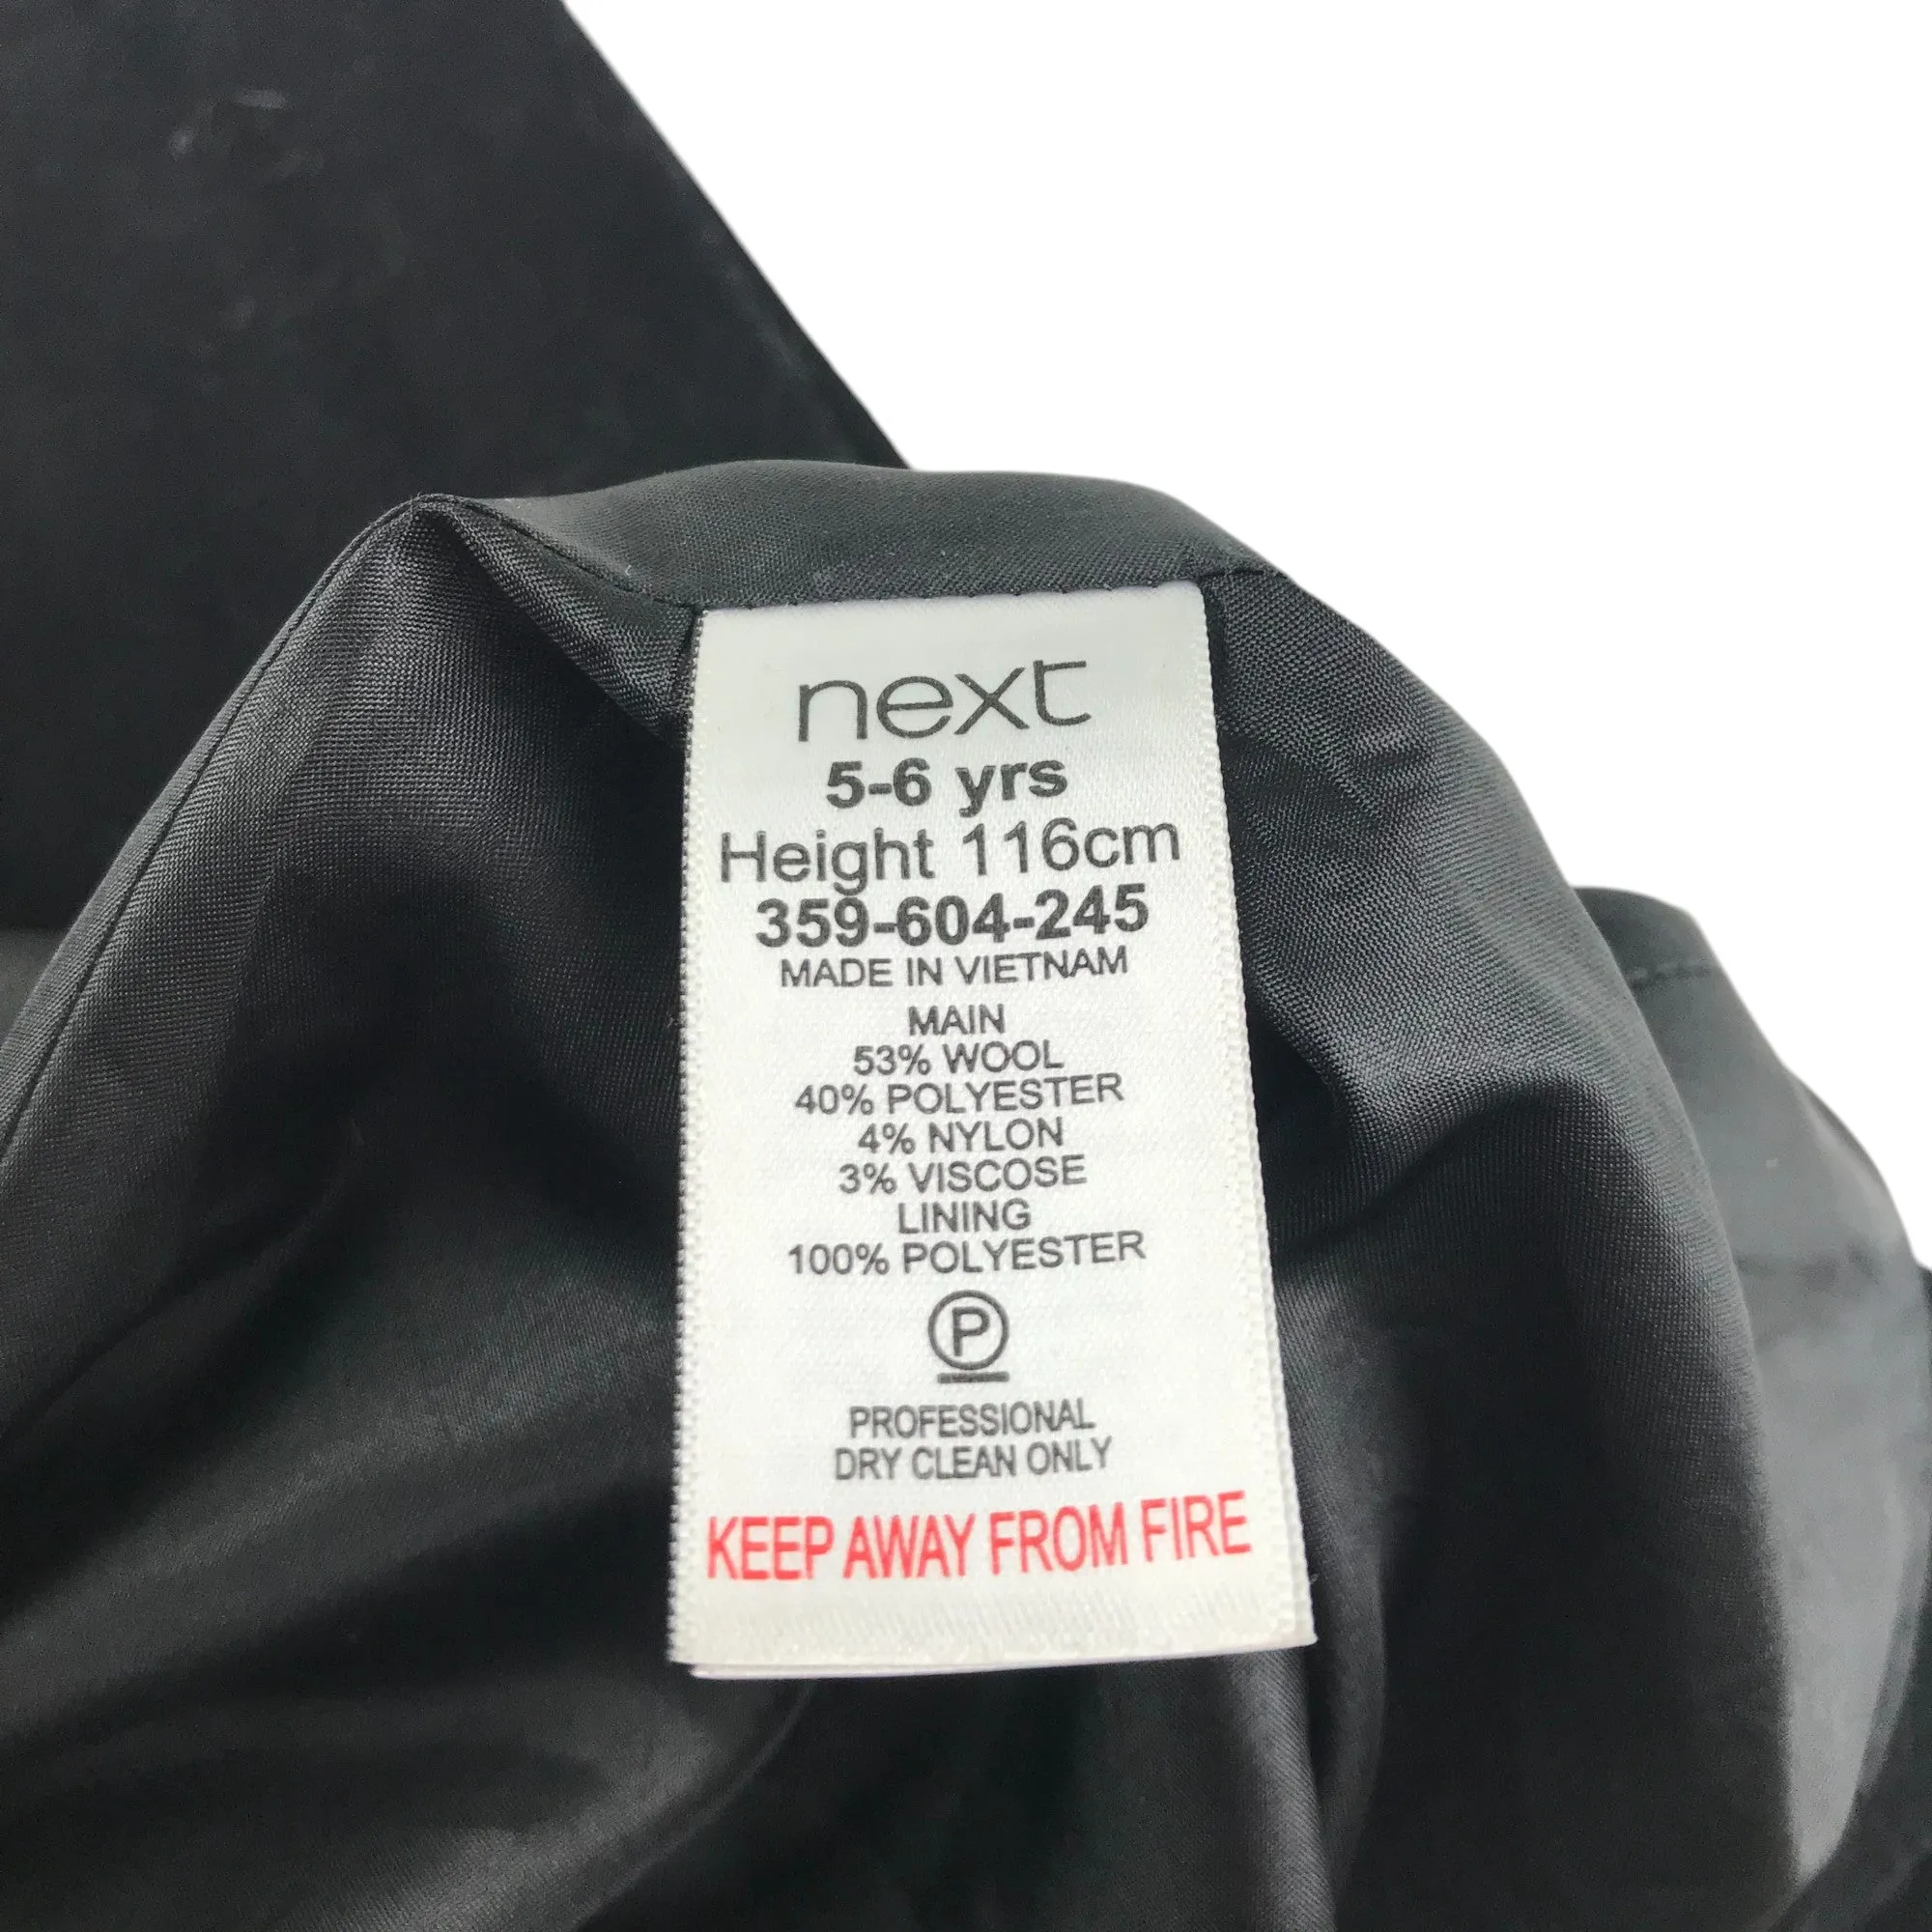 next
5-6 yrs
Height 116cm
359-604-245
MADE IN VIETNAM
MAIN
53% WOOL
40% POLYESTER
4% NYLON
3% VISCOSE
LINING
100% POLYESTER
P
PROFESSIONAL
DRY CLEAN ONLY
KEEP AWAY FROM FIRE